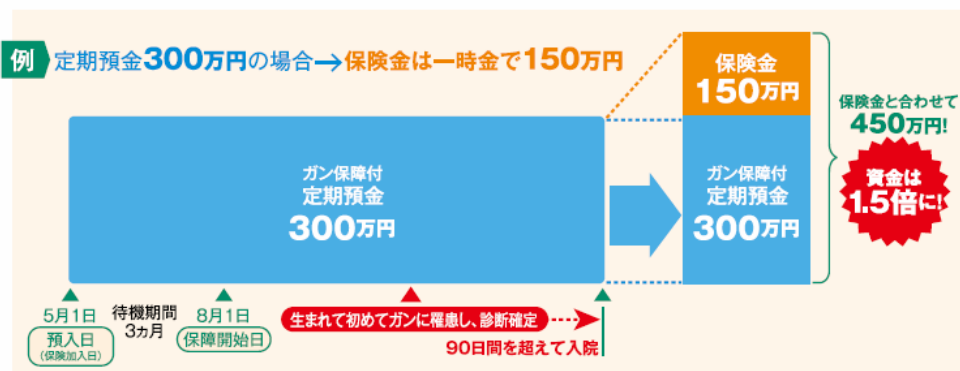 例 定期預金300万円の場合→保険金は一時金で150万円
保険金
150万円
保険金と合わせて
450万円!
資金は
1.5倍に!
ガン保障付
定期預金
300万円
ガン保障付
定期預金
300万円
5月1日
預入日
(保険加入日)
待機期間
3ヵ月
8月1日
保障開始日
生まれて初めてガンに罹患し、診断確定
90日間を超えて入院